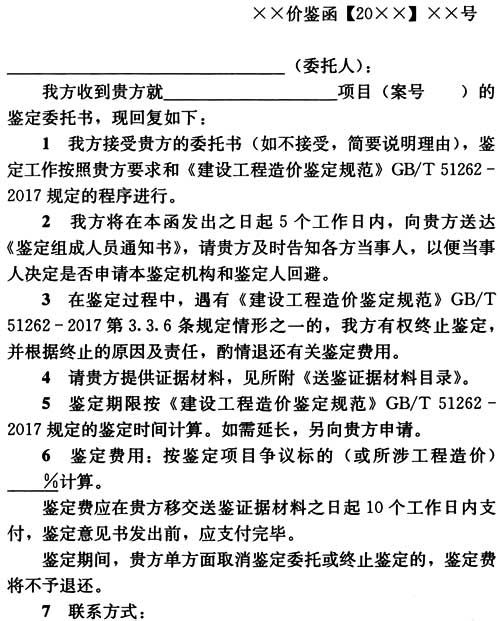 ××价鉴函【20××】××号
____________________（委托人）：
我方收到贵方就____________项目（案号　　）的
鉴定委托书，现回复如下：
1　我方接受贵方的委托书（如不接受，简要说明理由），鉴
定工作按照贵方要求和《建设工程造价鉴定规范》GB/T 51262－
2017 规定的程序进行。
2　我方将在本函发出之日起 5 个工作日内，向贵方送达
《鉴定组成人员通知书》，请贵方及时告知各方当事人，以便当事
人决定是否申请本鉴定机构和鉴定人回避。
3　在鉴定过程中，遇有《建设工程造价鉴定规范》GB/T
51262－2017 第 3.3.6 条规定情形之一的，我方有权终止鉴定，
并根据终止的原因及责任，酌情退还有关鉴定费用。
4　请贵方提供证据材料，见所附《送鉴证据材料目录》。
5　鉴定期限按《建设工程造价鉴定规范》GB/T 51262－
2017 规定的鉴定时间计算。如需延长，另向贵方申请。
6　鉴定费用：按鉴定项目争议标的（或所涉工程造价）
____%计算。
鉴定费应在贵方移交送鉴证据材料之日起 10 个工作日内支
付，鉴定意见书发出前，应支付完毕。
鉴定期间，贵方单方面取消鉴定委托或终止鉴定的，鉴定费
将不予退还。
7　联系方式：